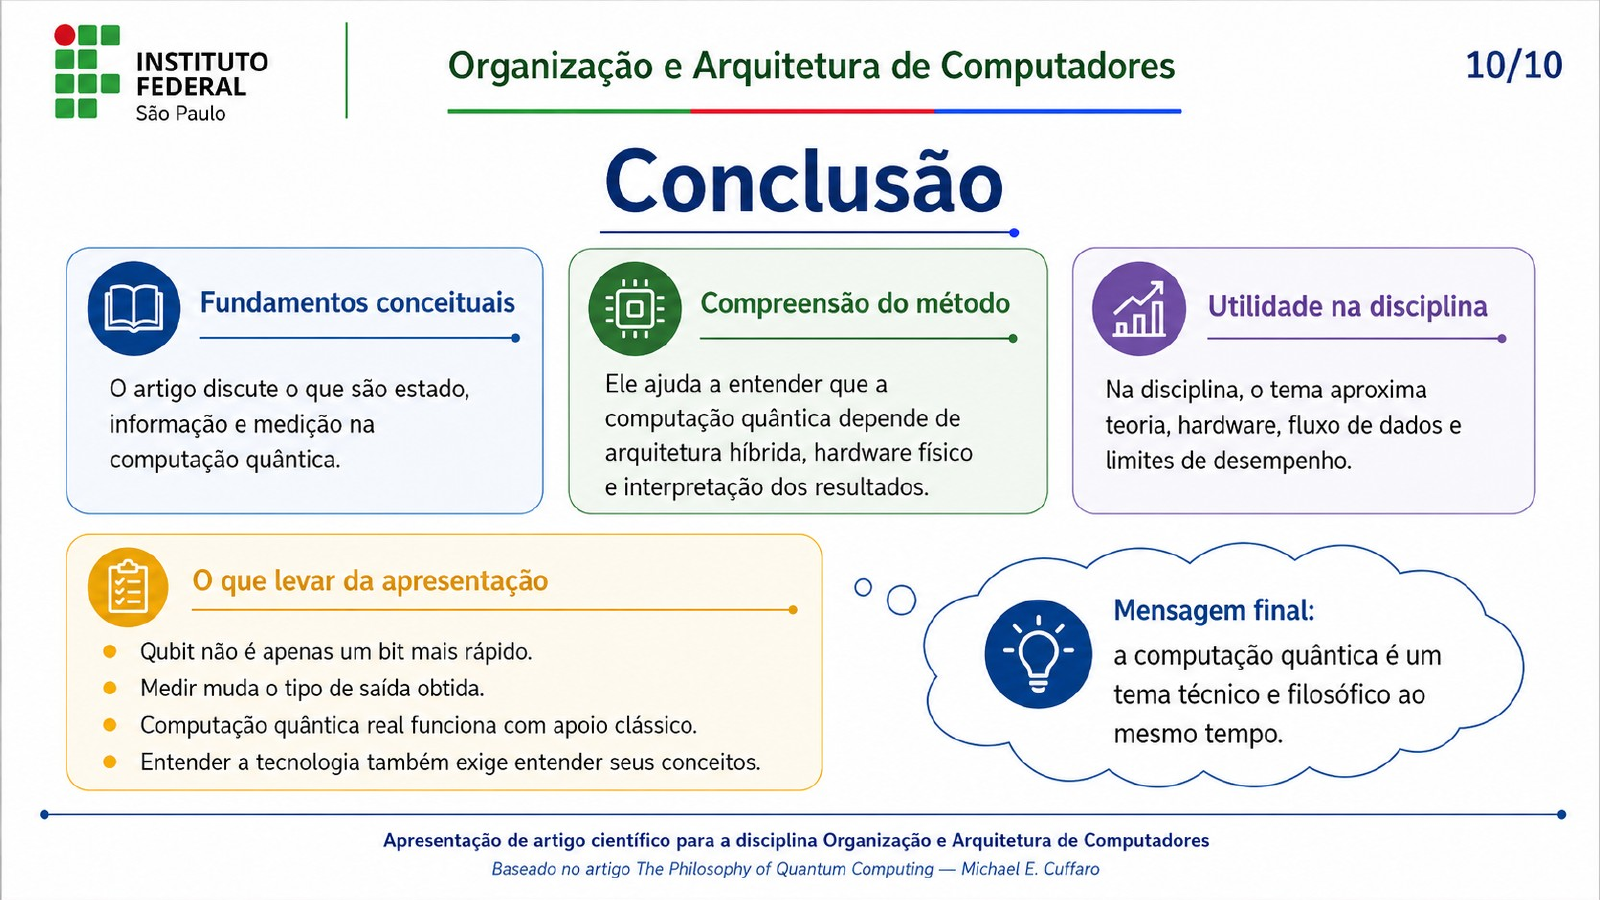 INSTITUTO
FEDERAL
São Paulo
Organização e Arquitetura de Computadores
10/10
Conclusão
Fundamentos conceituais
O artigo discute o que são estado,
informação e medição na
computação quântica.
Compreensão do método
Ele ajuda a entender que a
computação quântica depende de
arquitetura híbrida, hardware físico
e interpretação dos resultados.
Utilidade na disciplina
Na disciplina, o tema aproxima
teoria, hardware, fluxo de dados e
limites de desempenho.
O que levar da apresentação
Qubit não é apenas um bit mais rápido.
Medir muda o tipo de saída obtida.
Computação quântica real funciona com apoio clássico.
Entender a tecnologia também exige entender seus conceitos.
Mensagem final:
a computação quântica é um
tema técnico e filosófico ao
mesmo tempo.
Apresentação de artigo científico para a disciplina Organização e Arquitetura de Computadores
Baseado no artigo The Philosophy of Quantum Computing — Michael E. Cuffaro